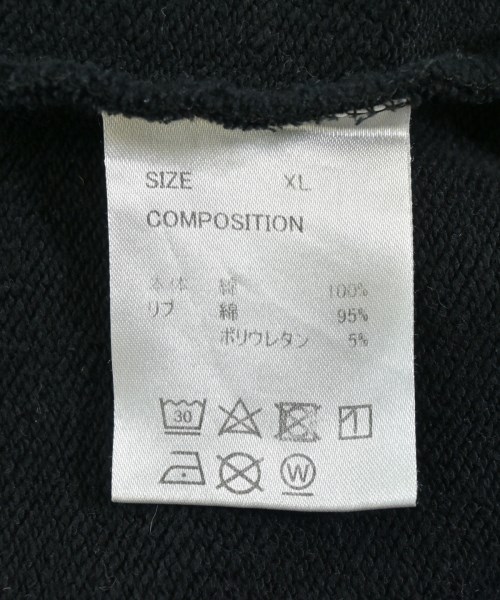 SIZE XL
COMPOSITION
本体 綿 100%
リブ 綿 95%
ポリウレタン 5%
30
W